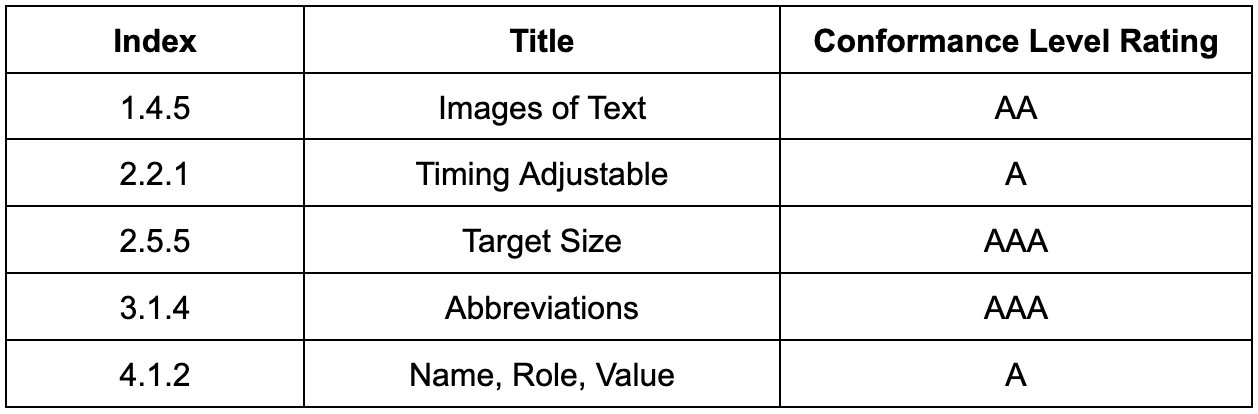 Index Title Conformance Level Rating
1.4.5 Images of Text AA
2.2.1 Timing Adjustable A
2.5.5 Target Size AAA
3.1.4 Abbreviations AAA
4.1.2 Name, Role, Value A